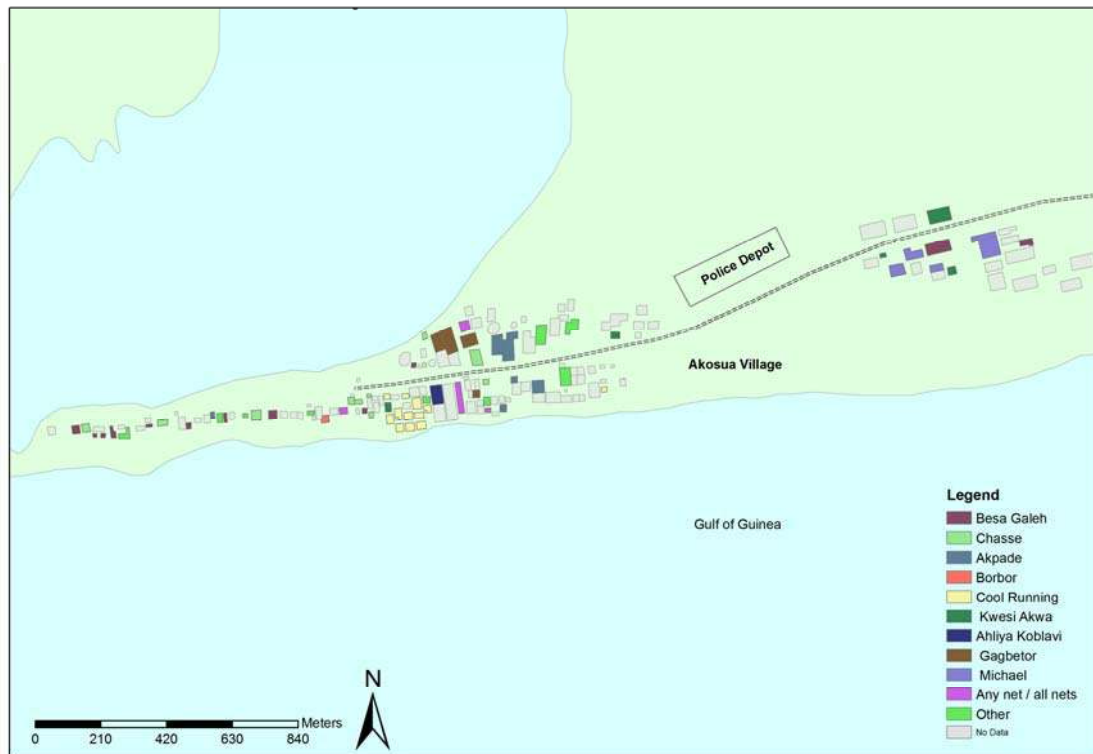 Police Depot
Akosua Village
Gulf of Guinea
Legend
Besa Galeh
Chasse
Akpade
Borbor
Cool Running
Kwesi Akwa
Ahliya Koblavi
Gagbetor
Michael
Any net / all nets
Other
No Data
N
Meters
0 210 420 630 840